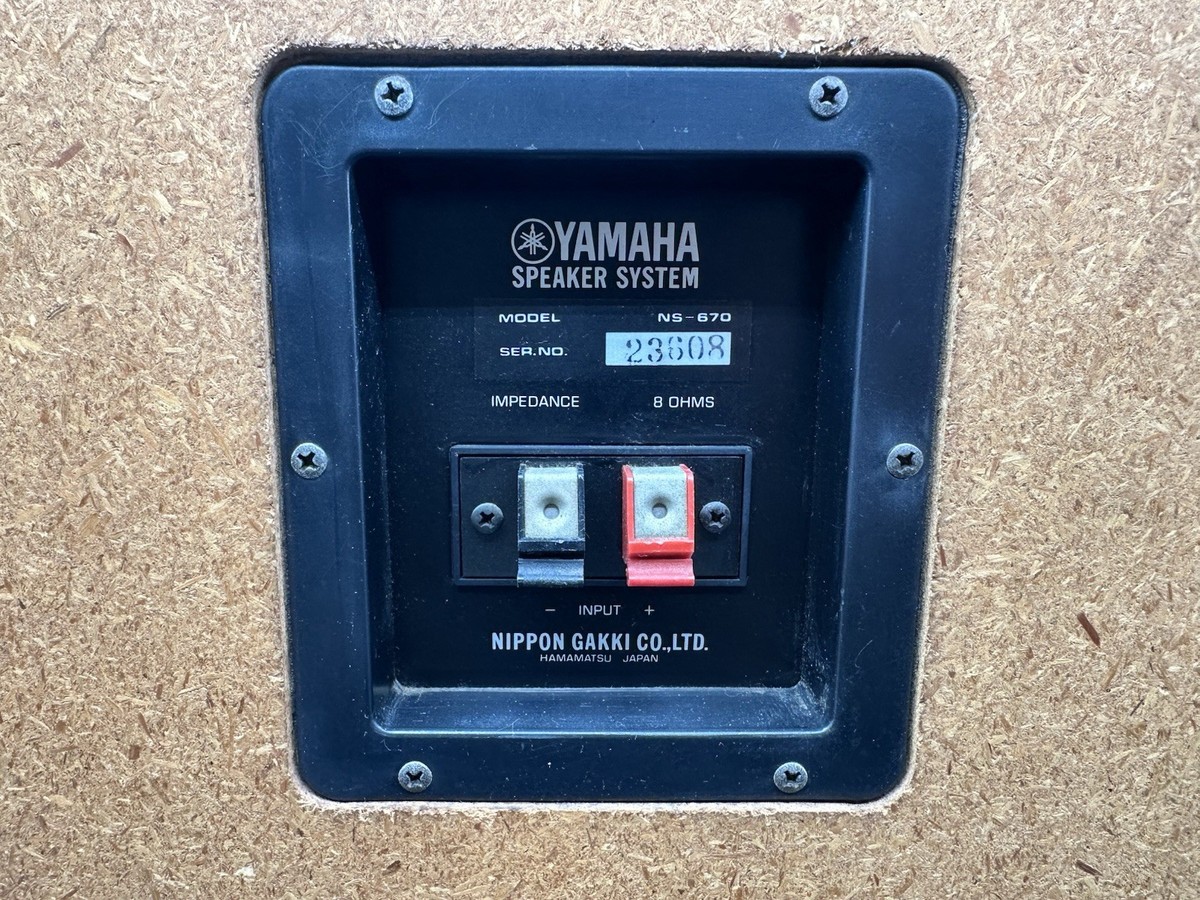 YAMAHA
SPEAKER SYSTEM
MODEL NS-670
SER.NO. 23608
IMPEDANCE 8 OHMS
- INPUT +
NIPPON GAKKI CO.,LTD.
HAMAMATSU JAPAN